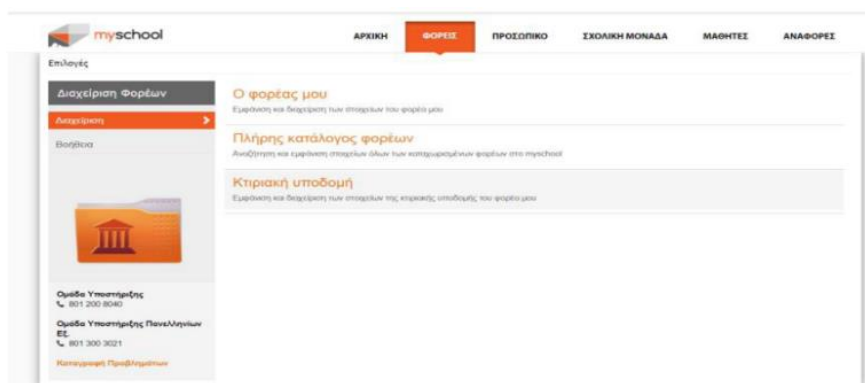 myschool
ΑΡΧΙΚΗ ΦΟΡΕΙΣ ΠΡΟΣΩΠΙΚΟ ΣΧΟΛΙΚΗ ΜΟΝΑΔΑ ΜΑΘΗΤΕΣ ΑΝΑΦΟΡΕΣ
Επιλογές
Διαχείριση Φορέων
Διαχείριση
Βοήθεια
Ομάδα Υποστήριξης
801 200 8040
Ομάδα Υποστήριξης Πανελληνίων
Εξ.
801 300 3021
Καταγραφή Προβλημάτων
Ο φορέας μου
Εμφάνιση και διαχείριση των στοιχείων του φορέα μου
Πλήρης κατάλογος φορέων
Αναζήτηση και εμφάνιση στοιχείων όλων των καταχωρισμένων φορέων στο myschool
Κτιριακή υποδομή
Εμφάνιση και διαχείριση των στοιχείων της κτιριακής υποδομής του φορέα μου